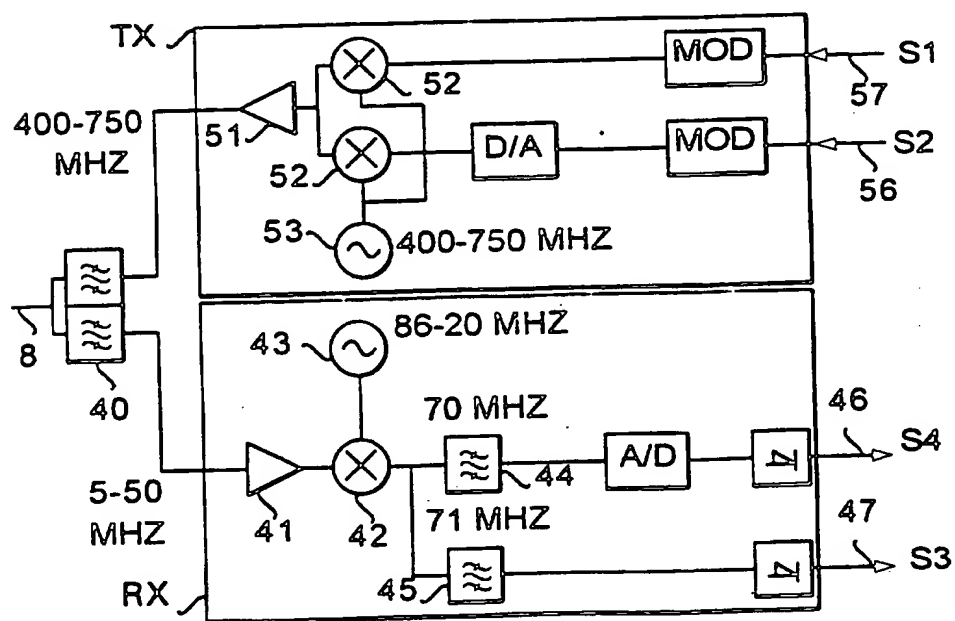 TX
MOD
S1
52
57
400-750
MHZ
51
D/A
MOD
S2
52
56
53
400-750 MHZ
8
40
86-20 MHZ
43
70 MHZ
46
A/D
S4
44
5-50
MHZ
41
42
71 MHZ
47
45
S3
RX